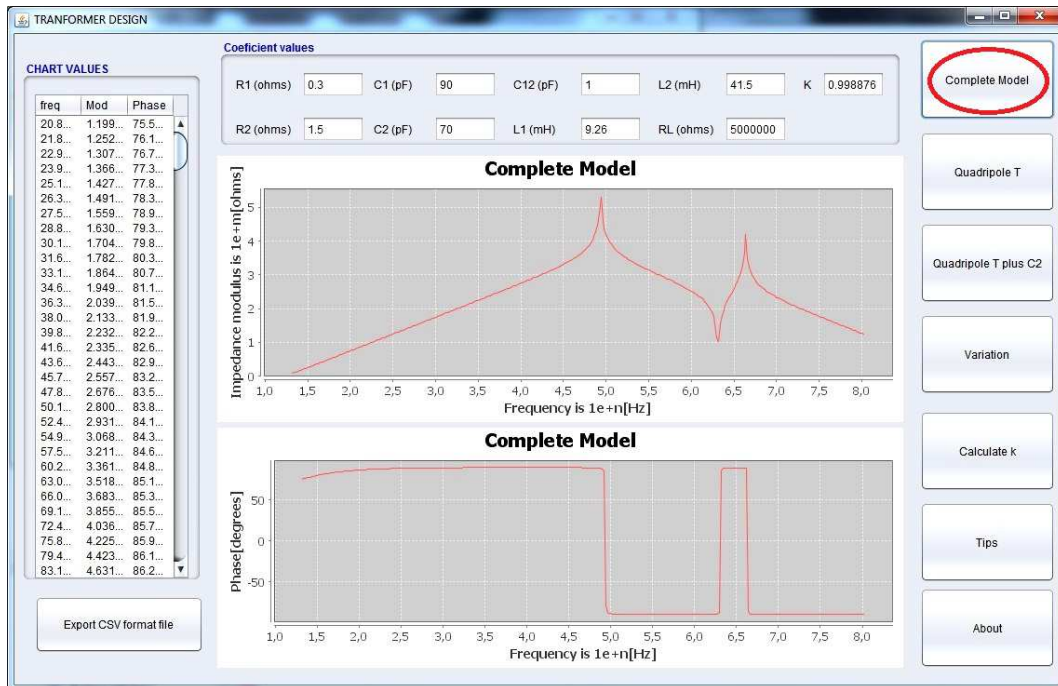 TRANFORMER DESIGN
CHART VALUES
freq Mod Phase
20.8... 1.199... 75.5...
21.8... 1.252... 76.1...
22.9... 1.307... 76.7...
23.9... 1.366... 77.3...
25.1... 1.427... 77.8...
26.3... 1.491... 78.3...
27.5... 1.559... 78.9...
28.8... 1.630... 79.3...
30.1... 1.704... 79.8...
31.6... 1.782... 80.3...
33.1... 1.864... 80.7...
34.6... 1.949... 81.1...
36.3... 2.039... 81.5...
38.0... 2.133... 81.9...
39.8... 2.232... 82.2
41.6... 2.335... 82.6...
43.6... 2.443... 82.9...
45.7... 2.557... 83.2...
47.8... 2.676... 83.5...
50.1... 2.800... 83.8...
52.4... 2.931... 84.1...
54.9... 3.068... 84.3...
57.5... 3.211... 84.6...
60.2... 3.361... 84.8...
63.0... 3.518... 85.1...
66.0... 3.683... 85.3...
69.1... 3.855... 85.5...
72.4... 4.036... 85.7...
75.8... 4.225... 85.9...
79.4... 4.423... 86.1...
83.1... 4.631... 86.2...
Export CSV format file
Coeficient values
R1 (ohms) 0.3 C1 (pF) 90 C12 (pF) 1 L2 (mH) 41.5 K 0.998876
R2 (ohms) 1.5 C2 (pF) 70 L1 (mH) 9.26 RL (ohms) 5000000
Complete Model
Impedance modulus is 1e+m[ohms]
5
4
3
2
1
0
1,0 1,5 2,0 2,5 3,0 3,5 4,0 4,5 5,0 5,5 6,0 6,5 7,0 7,5 8,0
Frequency is 1e+n[Hz]
Complete Model
Phase[degrees]
50
0
-50
1,0 1,5 2,0 2,5 3,0 3,5 4,0 4,5 5,0 5,5 6,0 6,5 7,0 7,5 8,0
Frequency is 1e+n[Hz]
Complete Model
Quadripole T
Quadripole T plus C2
Variation
Calculate k
Tips
About